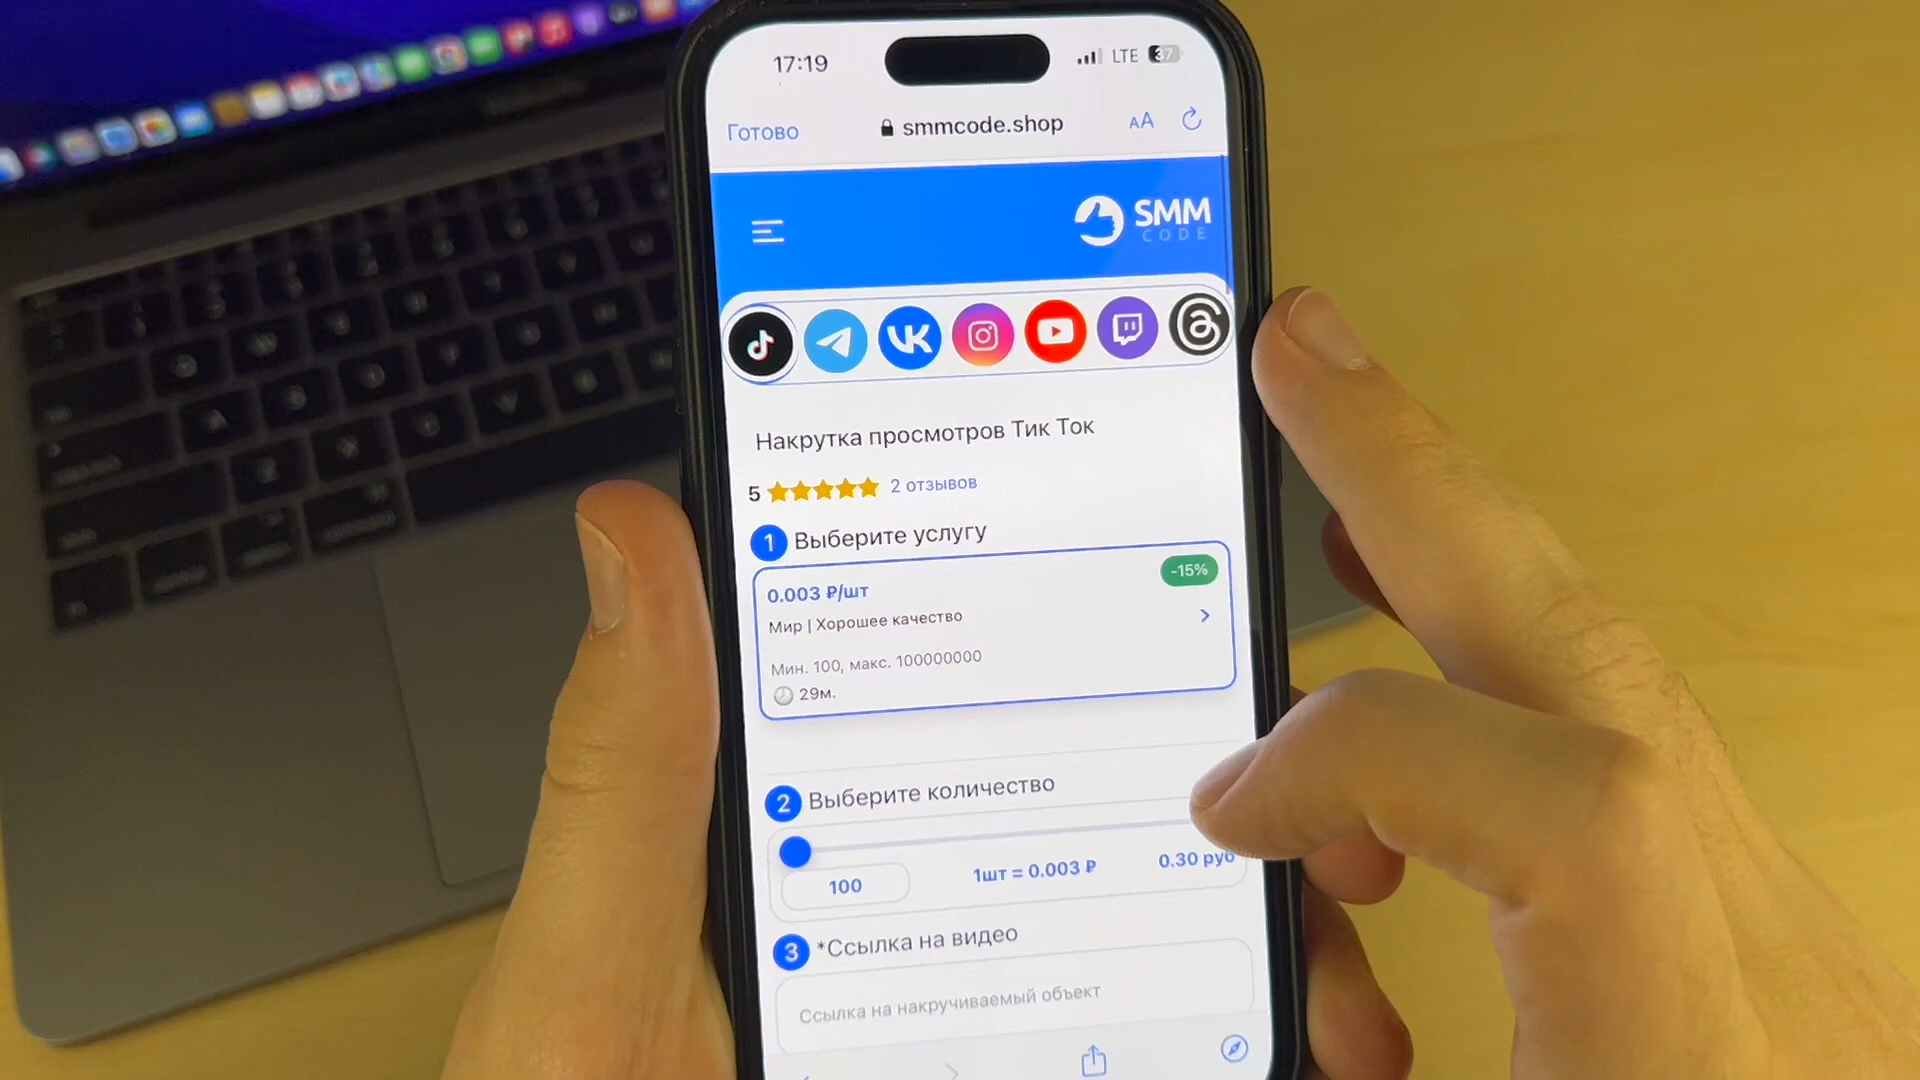 17:19
LTE
37
Готово
smmcode.shop
AA
SMM
CODE
Накрутка просмотров Тик Ток
5
2 отзывов
1 Выберите услугу
0.003 ₽/шт
-15%
Мир | Хорошее качество
Мин. 100, макс. 100000000
29м.
2 Выберите количество
100
1шт = 0.003 ₽
0.30 руб
3 *Ссылка на видео
Ссылка на накручиваемый объект